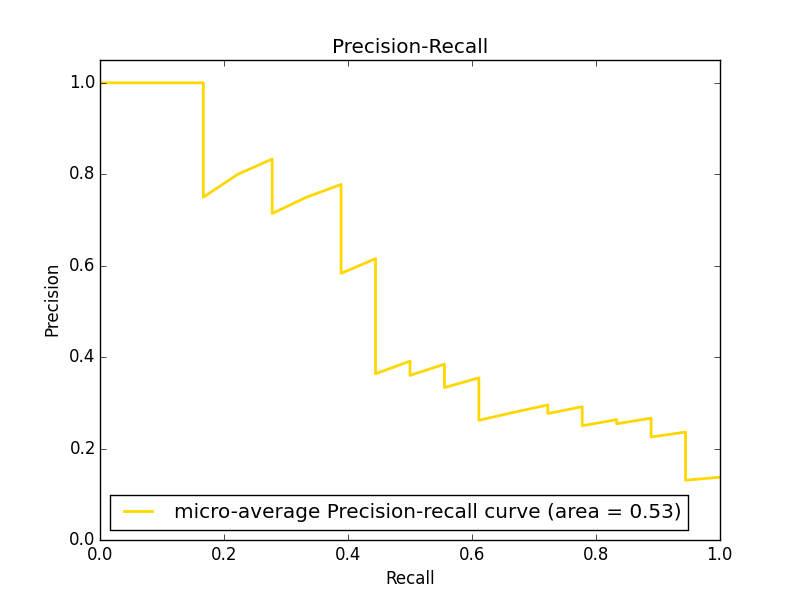 Precision-Recall
1.0
0.8
0.6
0.4
0.2
0.0
Precision
micro-average Precision-recall curve (area = 0.53)
0.0 0.2 0.4 0.6 0.8 1.0
Recall